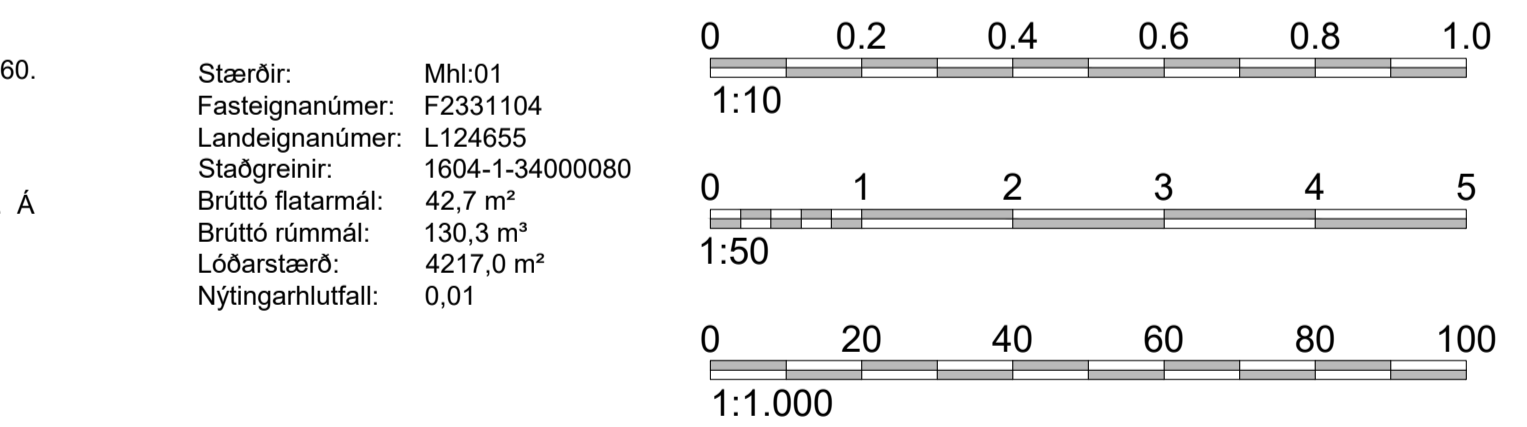 60.
Á
Stærðir: Mhl:01
Fasteignanúmer: F2331104
Landeignanúmer: L124655
Staðgreinir: 1604-1-34000080
Brúttó flatarmál: 42,7 m²
Brúttó rúmmál: 130,3 m³
Lóðarstærð: 4217,0 m²
Nýtingarhlutfall: 0,01
0 0.2 0.4 0.6 0.8 1.0
1:10
0 1 2 3 4 5
1:50
0 20 40 60 80 100
1:1.000